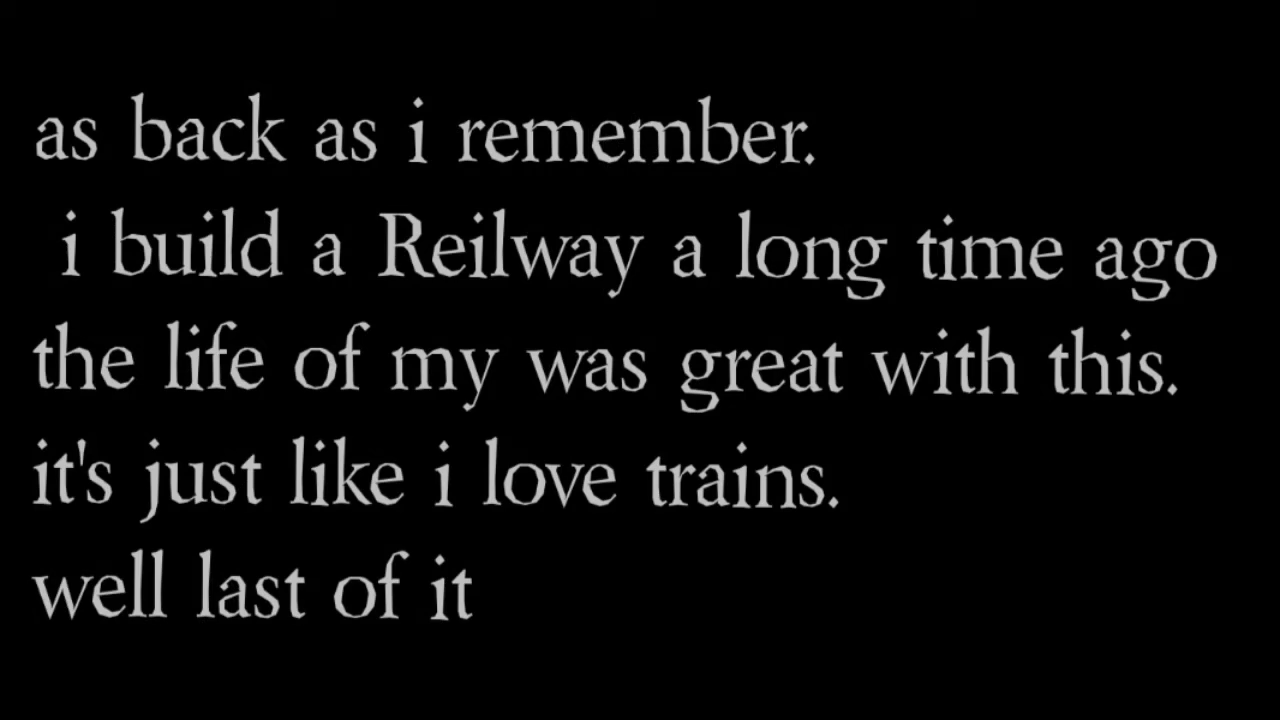 as back as i remember.
i build a Reilway a long time ago
the life of my was great with this.
it's just like i love trains.
well last of it